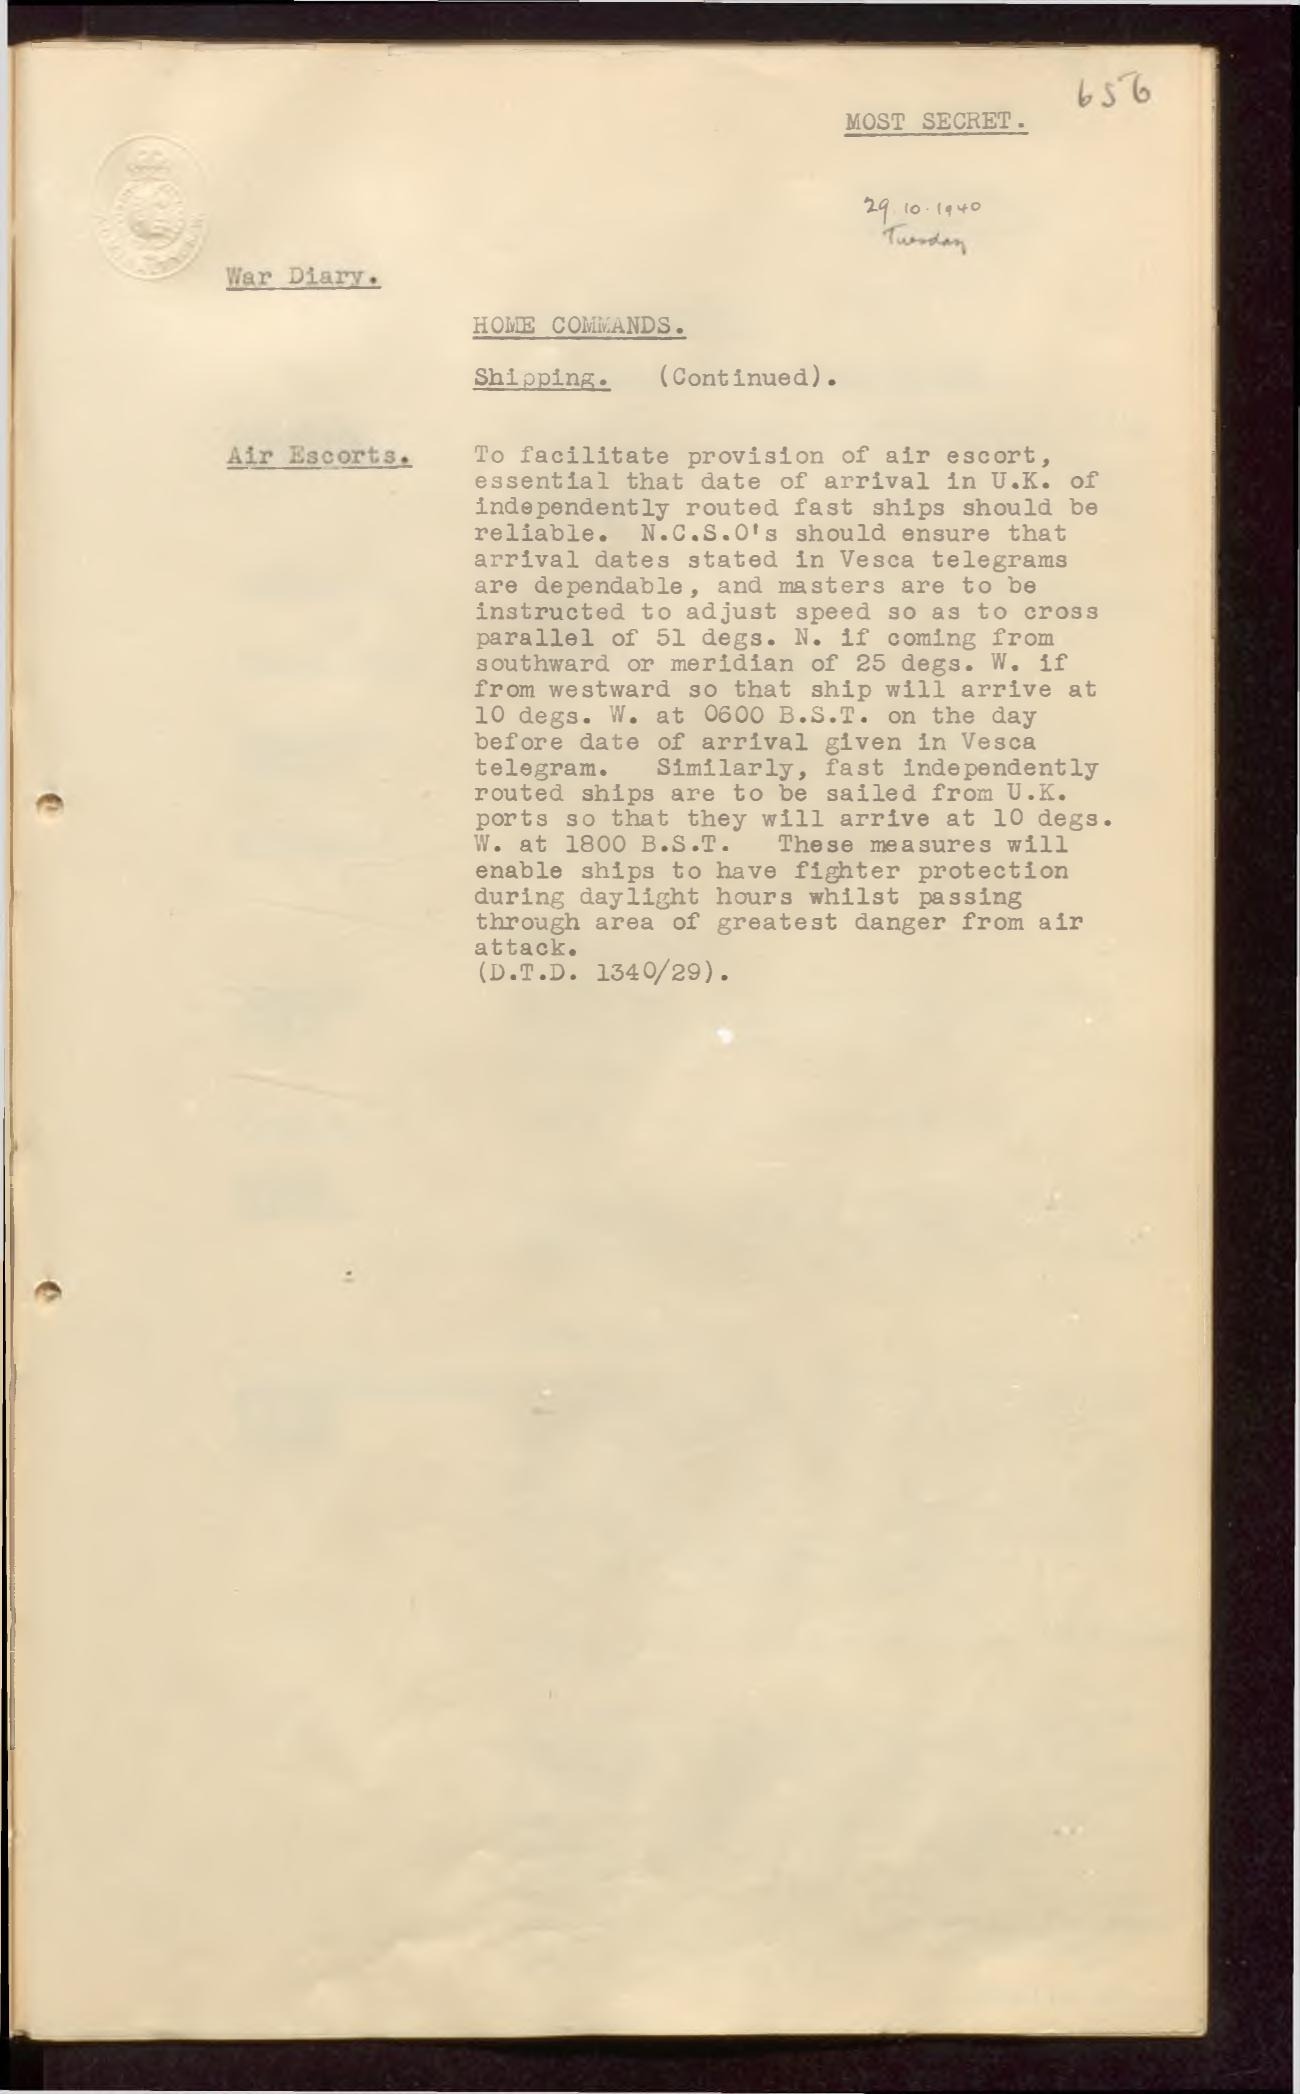 656
MOST SECRET.
29.10.1940
Tuesday
War Diary.
HOME COMMANDS.
Shipping. (Continued).
Air Escorts. To facilitate provision of air escort,
essential that date of arrival in U.K. of
independently routed fast ships should be
reliable. N.C.S.O's should ensure that
arrival dates stated in Vesca telegrams
are dependable, and masters are to be
instructed to adjust speed so as to cross
parallel of 51 degs. N. if coming from
southward or meridian of 25 degs. W. if
from westward so that ship will arrive at
10 degs. W. at 0600 B.S.T. on the day
before date of arrival given in Vesca
telegram. Similarly, fast independently
routed ships are to be sailed from U.K.
ports so that they will arrive at 10 degs.
W. at 1800 B.S.T. These measures will
enable ships to have fighter protection
during daylight hours whilst passing
through area of greatest danger from air
attack.
(D.T.D. 1340/29).